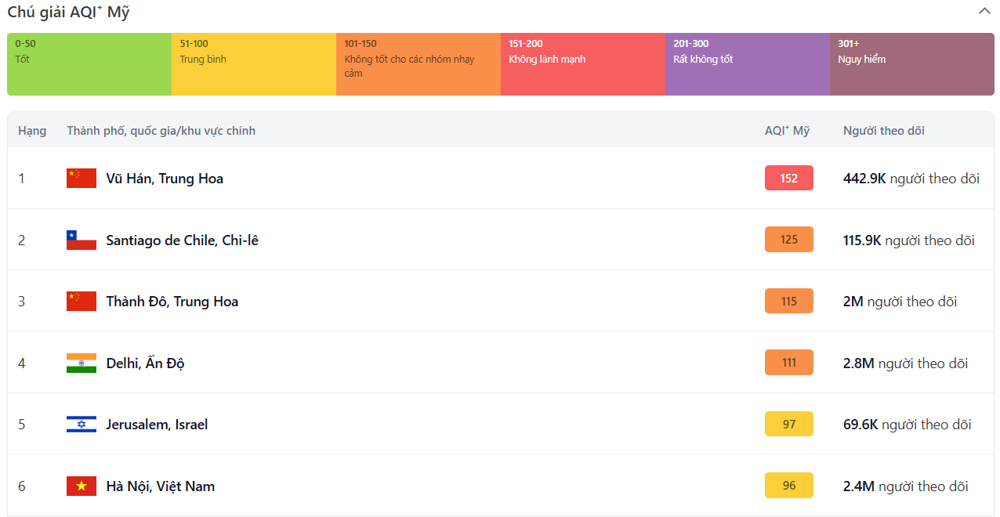 Chú giải AQI⁺ Mỹ
0-50
Tốt
51-100
Trung bình
101-150
Không tốt cho các nhóm nhạy
cảm
151-200
Không lành mạnh
201-300
Rất không tốt
301+
Nguy hiểm
Hạng Thành phố, quốc gia/khu vực chính AQI⁺ Mỹ Người theo dõi
1 Vũ Hán, Trung Hoa 152 442.9K người theo dõi
2 Santiago de Chile, Chi-lê 125 115.9K người theo dõi
3 Thành Đô, Trung Hoa 115 2M người theo dõi
4 Delhi, Ấn Độ 111 2.8M người theo dõi
5 Jerusalem, Israel 97 69.6K người theo dõi
6 Hà Nội, Việt Nam 96 2.4M người theo dõi